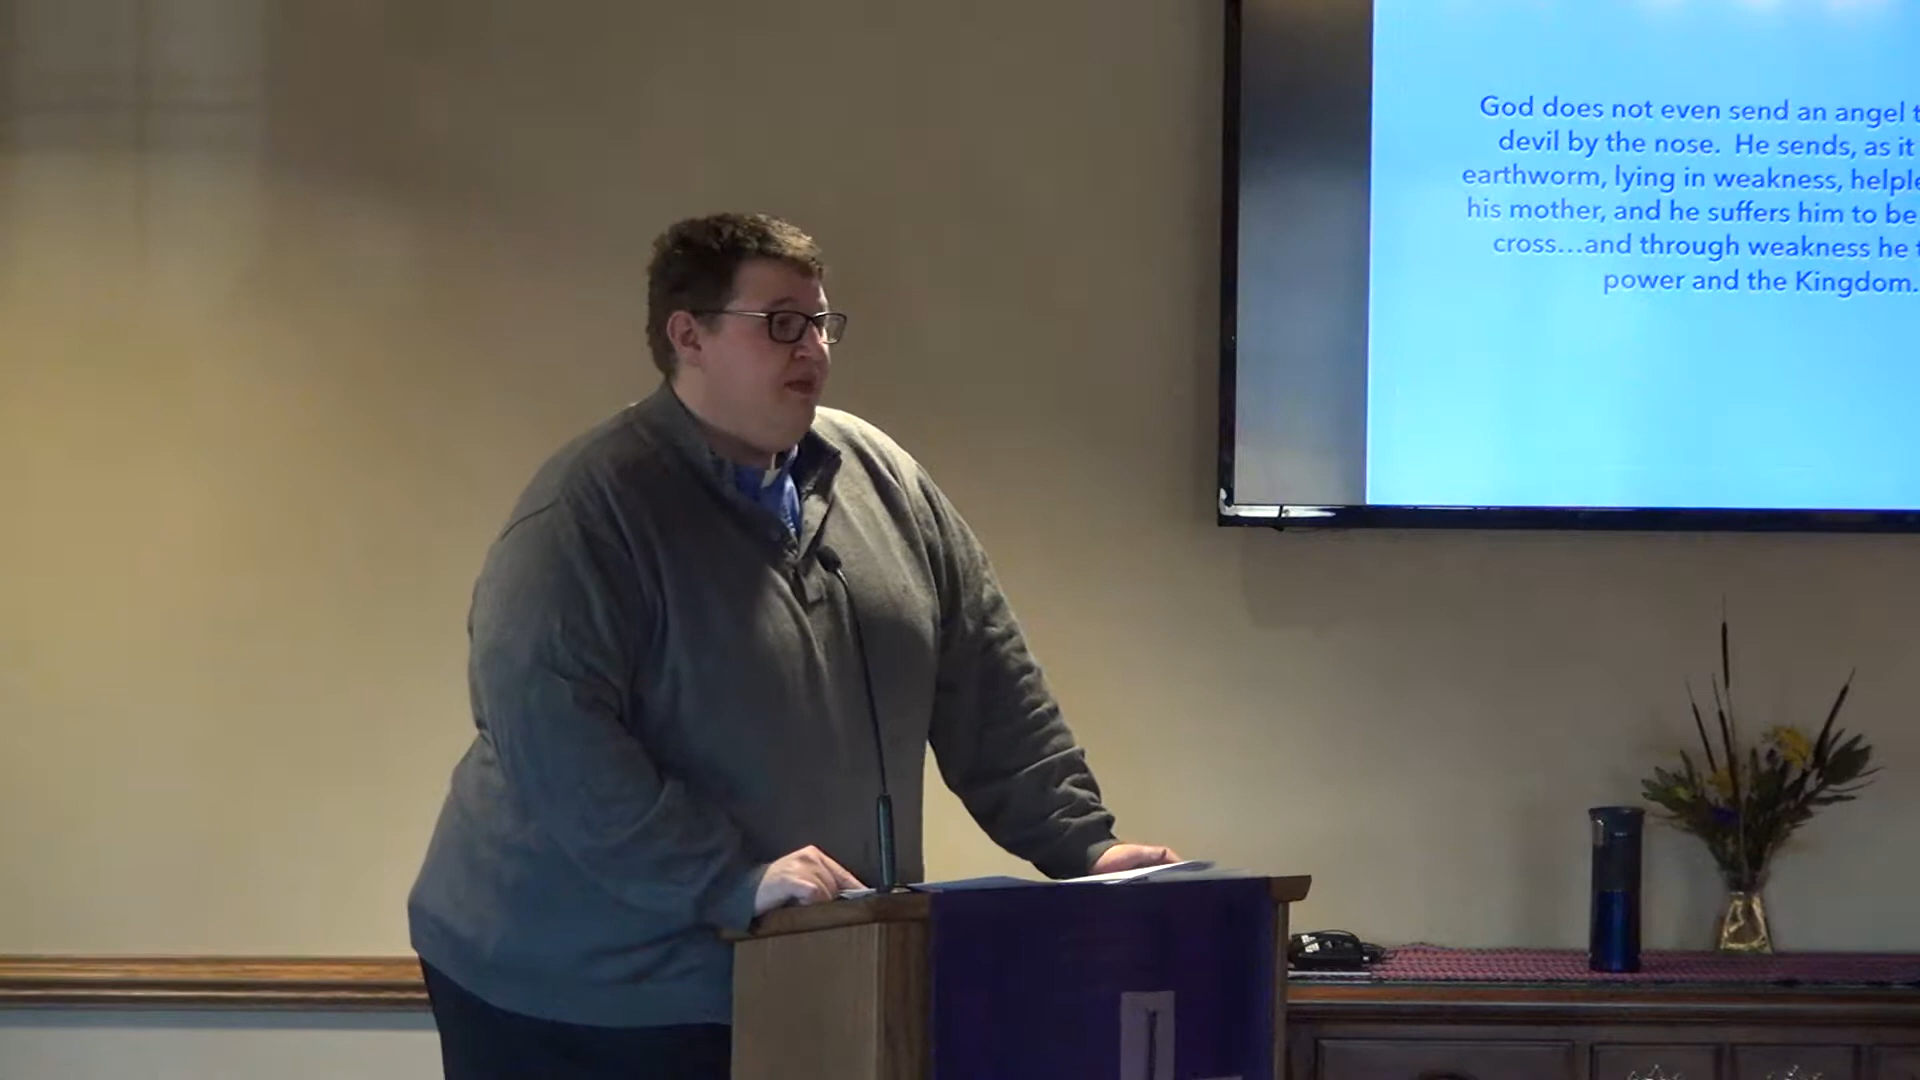 God does not even send an angel
devil by the nose. He sends, as it
earthworm, lying in weakness,
his mother, and he suffers him to be
cross...and through weakness he
power and the Kingdom.